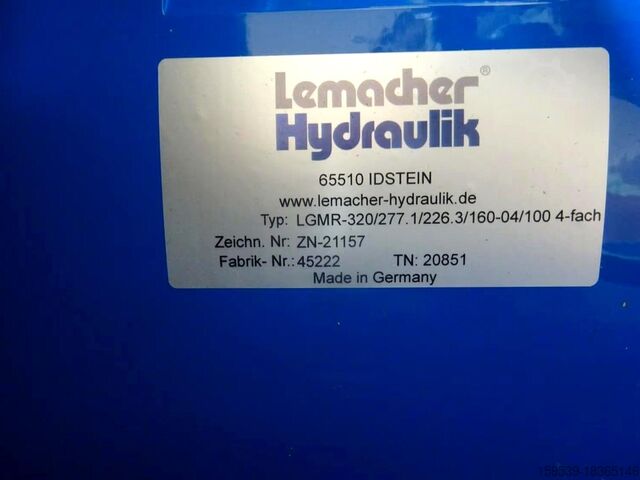 Lemacher®
Hydraulik
65510 IDSTEIN
www.lemacher-hydraulik.de
Typ: LGMR-320/277.1/226.3/160-04/100 4-fach
Zeichn. Nr: ZN-21157
Fabrik- Nr.: 45222 TN: 20851
Made in Germany